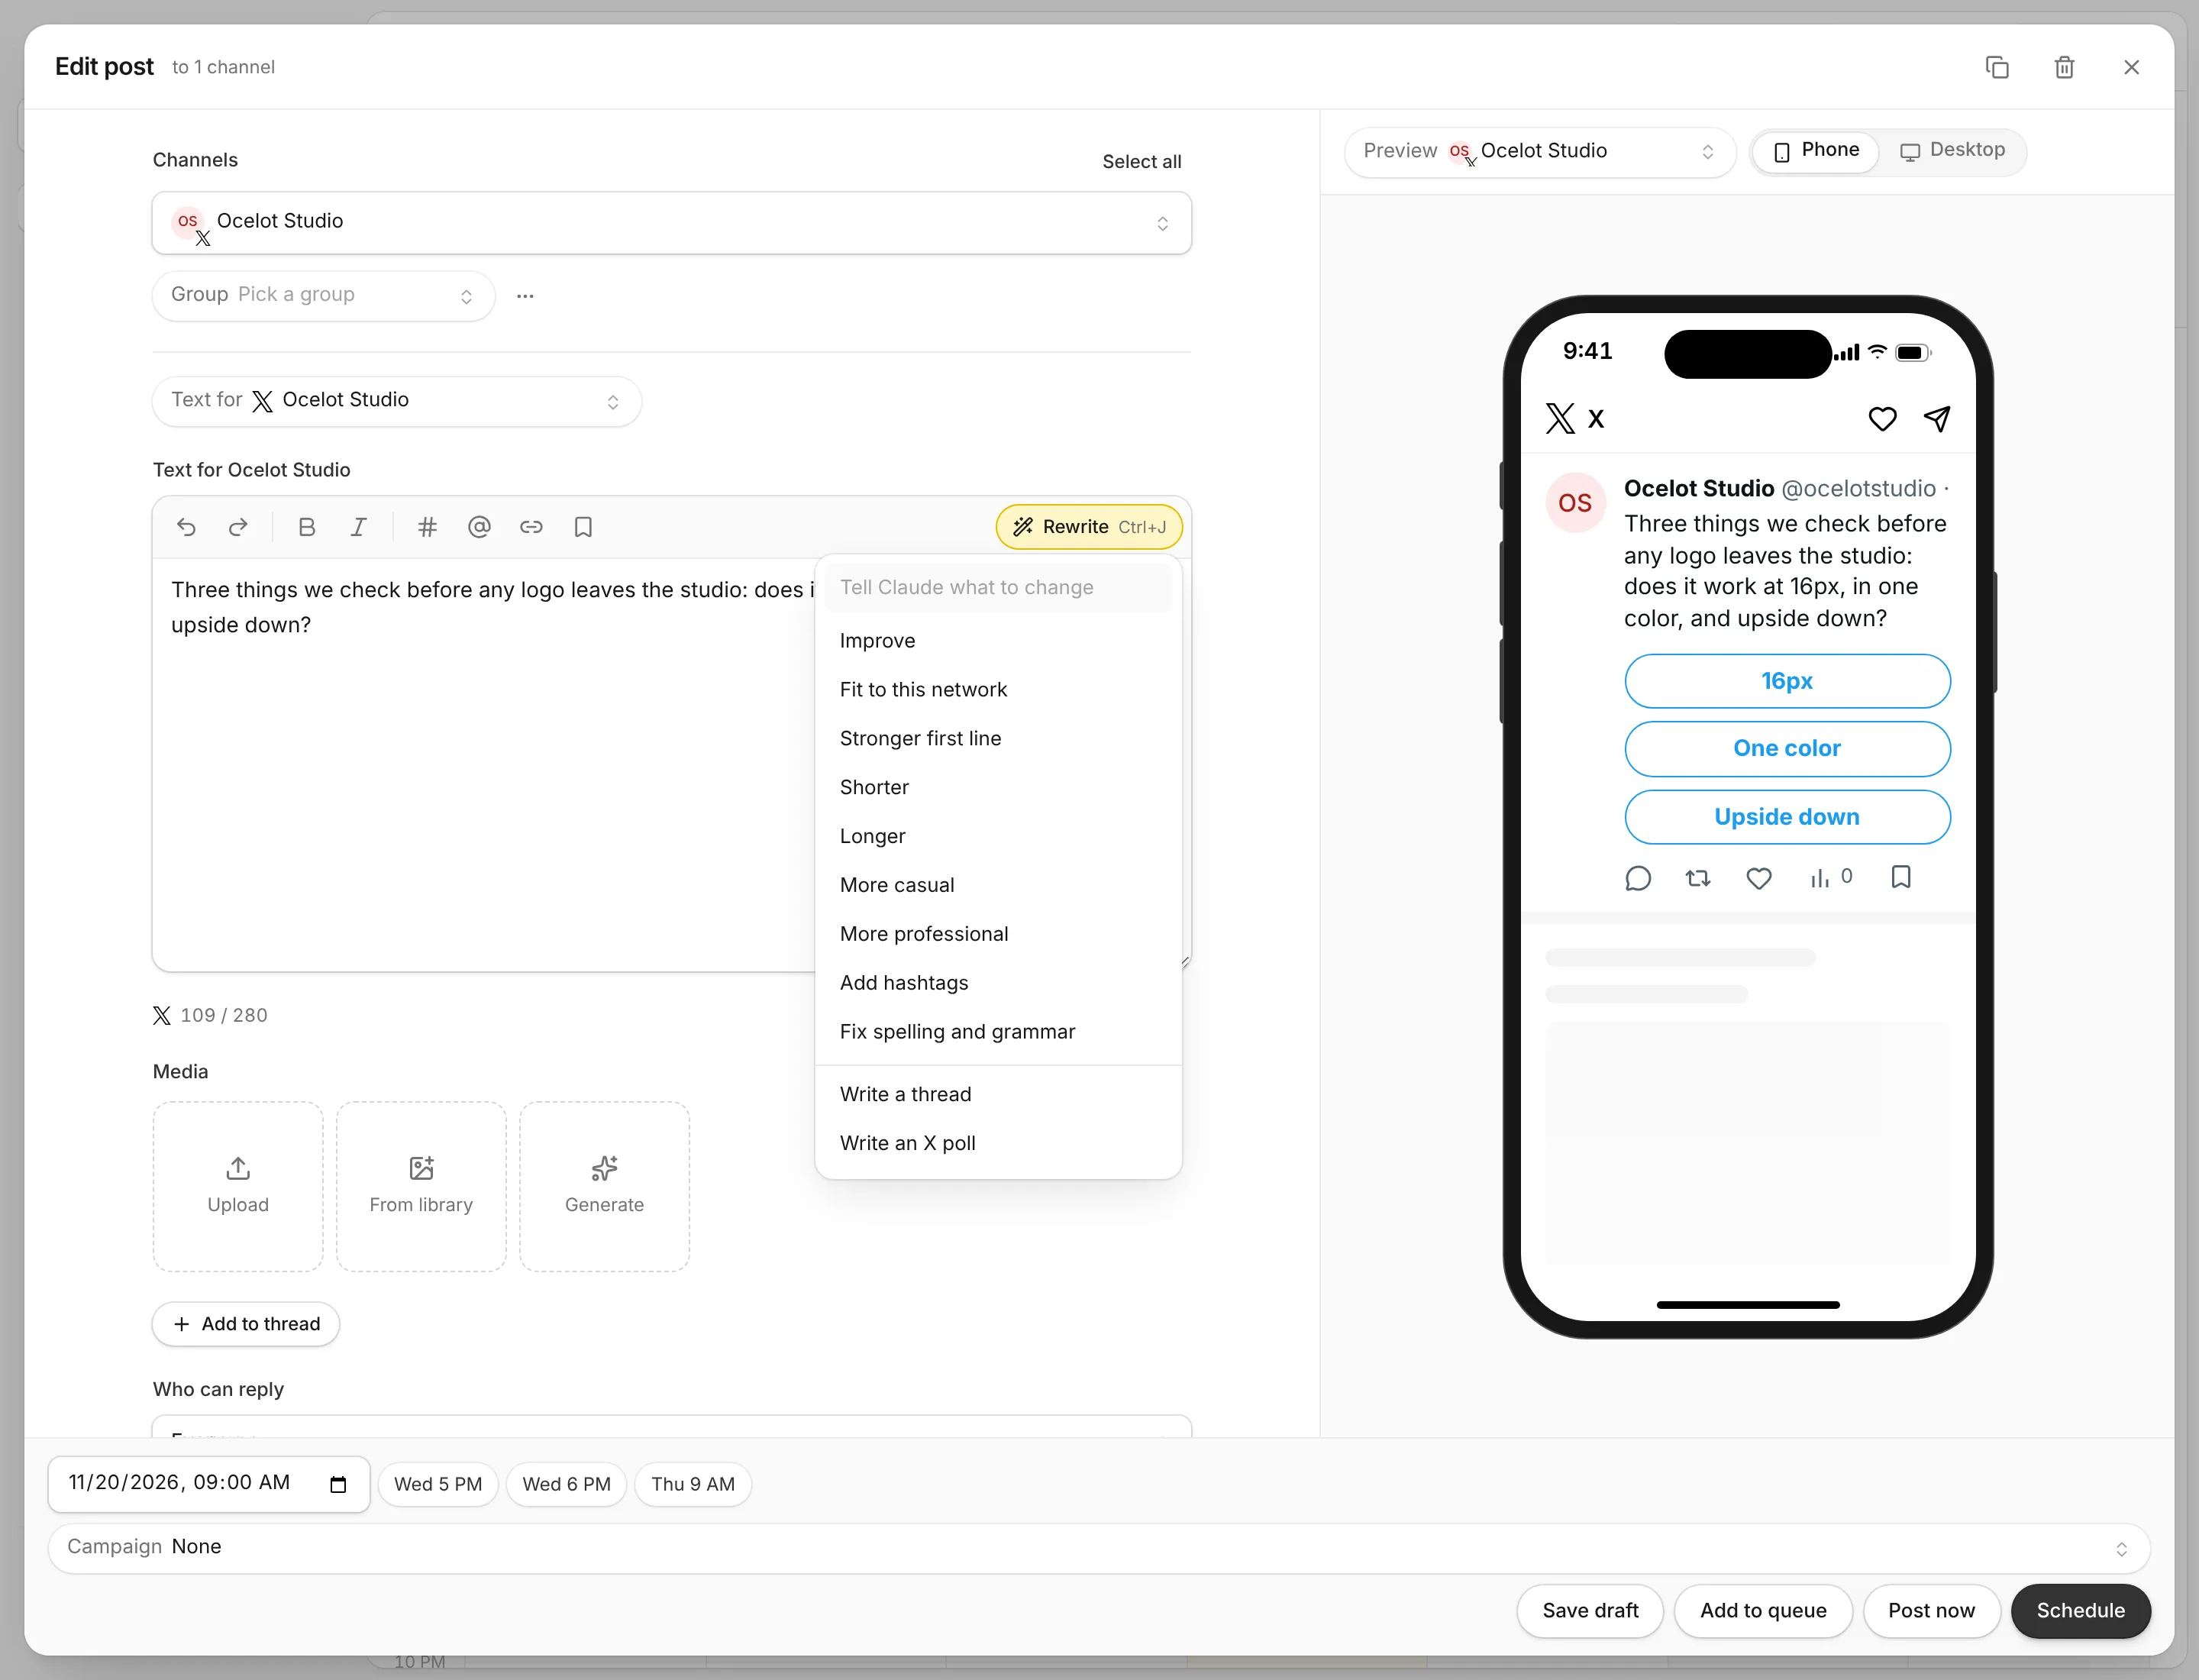 Edit post to 1 channel
Channels
Select all
OS Ocelot Studio
Group Pick a group
Text for X Ocelot Studio
Text for Ocelot Studio
Rewrite Ctrl+J
Three things we check before any logo leaves the studio: does i
upside down?
Tell Claude what to change
Improve
Fit to this network
Stronger first line
Shorter
Longer
More casual
More professional
Add hashtags
Fix spelling and grammar
Write a thread
Write an X poll
109 / 280
Media
Upload
From library
Generate
Add to thread
Who can reply
Preview OS Ocelot Studio
Phone
Desktop
9:41
X X
OS
Ocelot Studio @ocelotstudio ·
Three things we check before
any logo leaves the studio:
does it work at 16px, in one
color, and upside down?
16px
One color
Upside down
0
11/20/2026, 09:00 AM
Wed 5 PM
Wed 6 PM
Thu 9 AM
Campaign None
Save draft
Add to queue
Post now
Schedule
10 PM